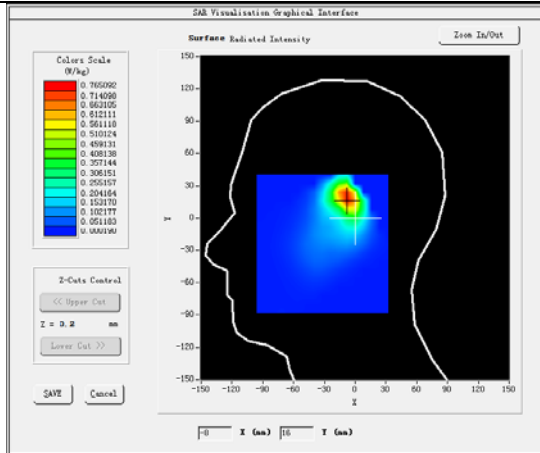 SAR Visualisation Graphical Interface
Surface Radiated Intensity
Zoom In/Out
Colors Scale
(W/kg)
0.765092
0.714098
0.663105
0.612111
0.561118
0.510124
0.459131
0.408138
0.357144
0.306151
0.255157
0.204164
0.153170
0.102177
0.051183
0.000190
Z-Cuts Control
<< Upper Cut
Z = 0.2 mm
Lower Cut >>
SAVE Cancel
150
120
90
60
30
0
-30
-60
-90
-120
-150
Y
-150 -120 -90 -60 -30 0 30 60 90 120 150
X
-8 X (mm) 16 Y (mm)